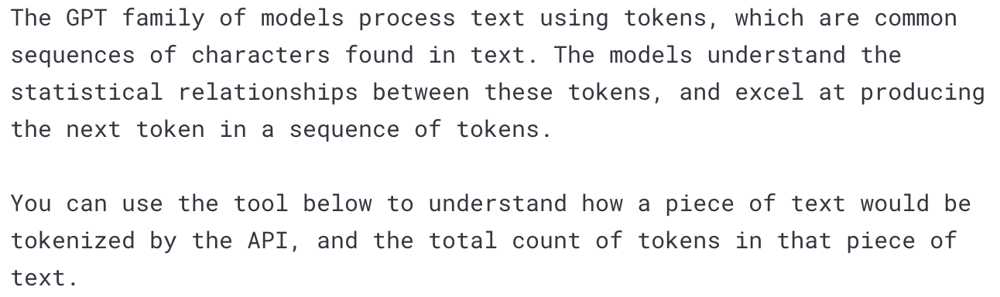 The GPT family of models process text using tokens, which are common
sequences of characters found in text. The models understand the
statistical relationships between these tokens, and excel at producing
the next token in a sequence of tokens.

You can use the tool below to understand how a piece of text would be
tokenized by the API, and the total count of tokens in that piece of
text.